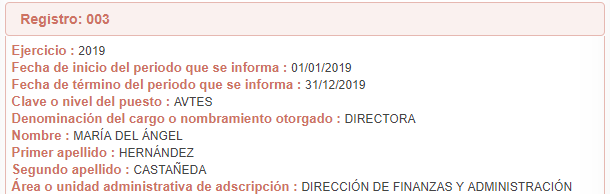 Registro: 003
Ejercicio : 2019
Fecha de inicio del periodo que se informa : 01/01/2019
Fecha de término del periodo que se informa : 31/12/2019
Clave o nivel del puesto : AVTES
Denominación del cargo o nombramiento otorgado : DIRECTORA
Nombre : MARÍA DEL ÁNGEL
Primer apellido : HERNÁNDEZ
Segundo apellido : CASTAÑEDA
Área o unidad administrativa de adscripción : DIRECCIÓN DE FINANZAS Y ADMINISTRACIÓN